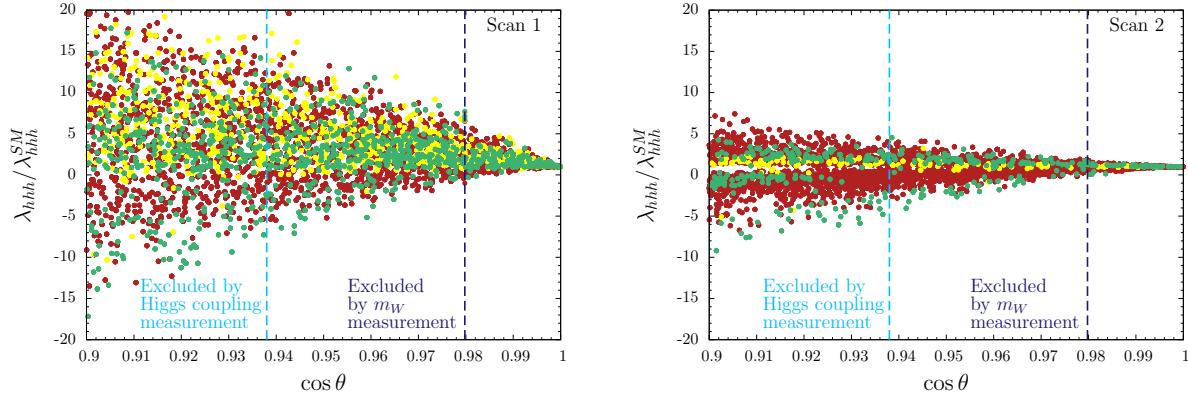 Scan 1
20
15
10
5
0
-5
-10
-15
-20
λhhh/λhhh^SM
Excluded by
Higgs coupling
measurement
Excluded
by mW
measurement
0.9 0.91 0.92 0.93 0.94 0.95 0.96 0.97 0.98 0.99 1
cos θ
Scan 2
20
15
10
5
0
-5
-10
-15
-20
λhhh/λhhh^SM
Excluded by
Higgs coupling
measurement
Excluded
by mW
measurement
0.9 0.91 0.92 0.93 0.94 0.95 0.96 0.97 0.98 0.99 1
cos θ